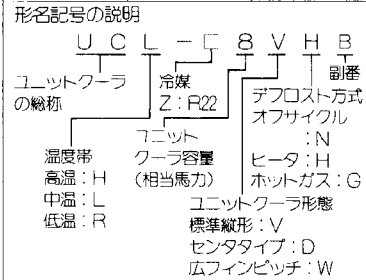 形名記号の説明
UCL-□8VHB
ユニットクーラの総称
冷媒
Z：R22
副番
デフロスト方式
オフサイクル
：N
ヒータ：H
ホットガス：G
ユニット
クーラ容量
(相当馬力)
温度帯
高温：H
中温：L
低温：R
ユニットクーラ形態
標準縦形：V
センタタイプ：D
広フィンピッチ：W